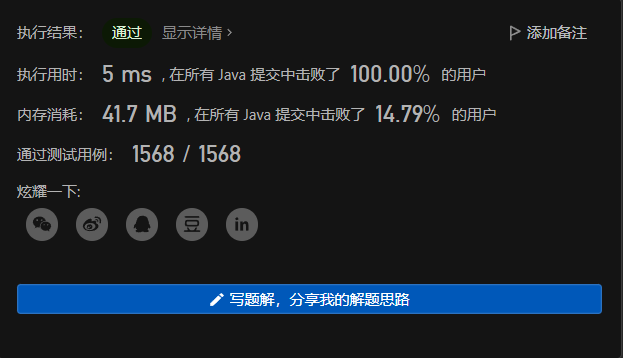 执行结果： 通过 显示详情 > 添加备注
执行用时： 5 ms ，在所有 Java 提交中击败了 100.00% 的用户
内存消耗： 41.7 MB ，在所有 Java 提交中击败了 14.79% 的用户
通过测试用例： 1568 / 1568
炫耀一下:
豆 in
写题解，分享我的解题思路